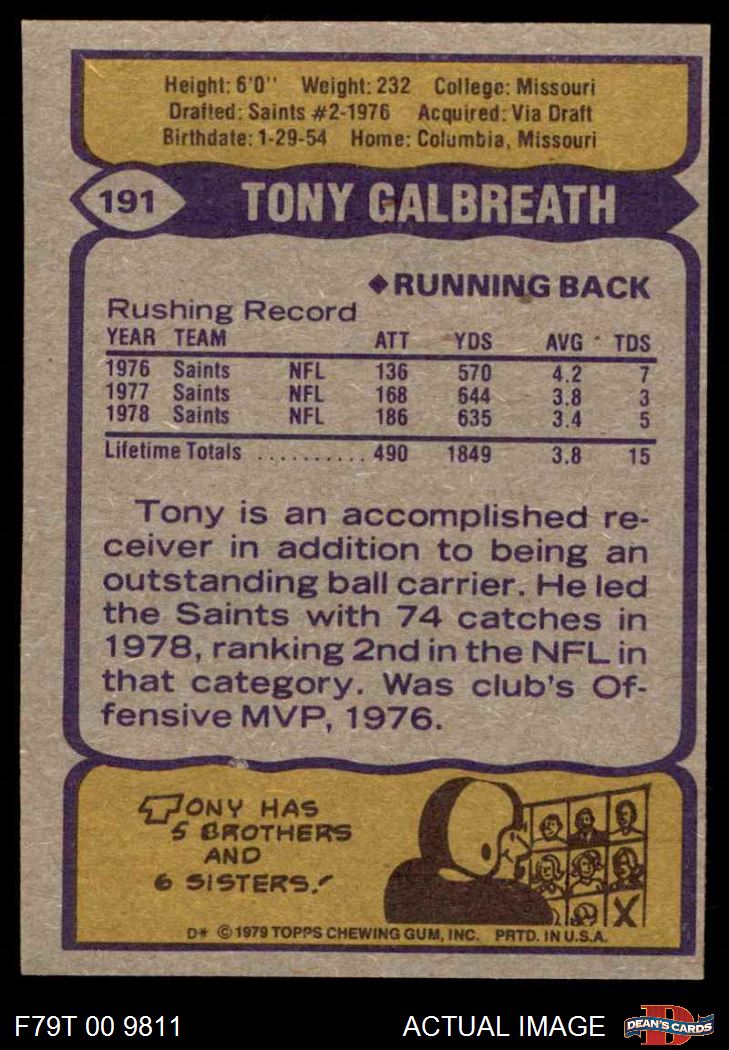 Height: 6'0" Weight: 232 College: Missouri
Drafted: Saints #2-1976 Acquired: Via Draft
Birthdate: 1-29-54 Home: Columbia, Missouri
191 TONY GALBREATH
◆RUNNING BACK
Rushing Record
YEAR TEAM ATT YDS AVG TDS
1976 Saints NFL 136 570 4.2 7
1977 Saints NFL 168 644 3.8 3
1978 Saints NFL 186 635 3.4 5
Lifetime Totals .......... 490 1849 3.8 15
Tony is an accomplished re-
ceiver in addition to being an
outstanding ball carrier. He led
the Saints with 74 catches in
1978, ranking 2nd in the NFL in
that category. Was club's Of-
fensive MVP, 1976.
TONY HAS
5 BROTHERS
AND
6 SISTERS!
X
D* © 1979 TOPPS CHEWING GUM, INC. PRTD. IN U.S.A.
F79T 00 9811 ACTUAL IMAGE
D
DEAN'S CARDS